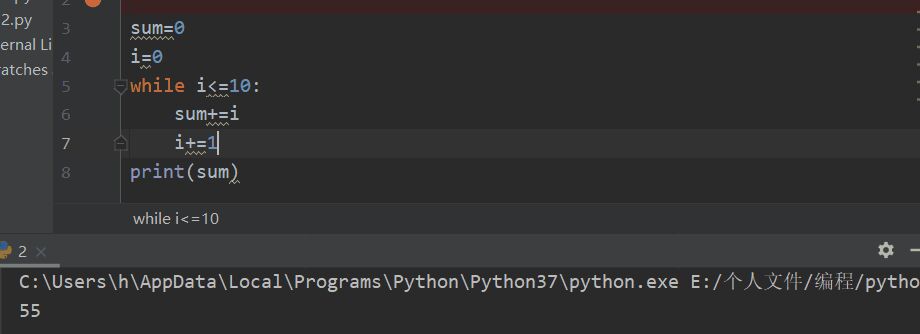 2
2.py
ernal Li
ratches
3 sum=0
4 i=0
5 while i<=10:
6 sum+=i
7 i+=1
8 print(sum)
while i<=10
2
C:\Users\h\AppData\Local\Programs\Python\Python37\python.exe E:/个人文件/编程/pytho
55